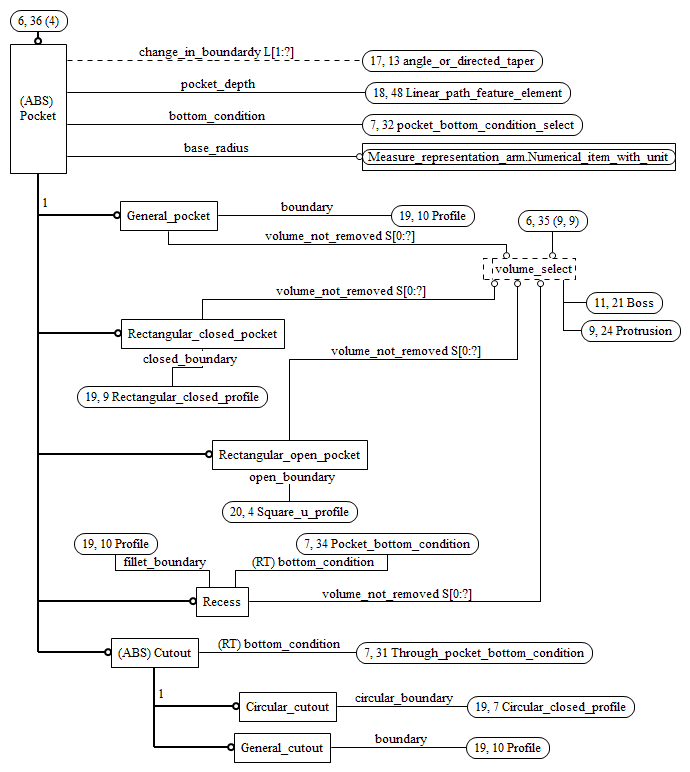 6, 36 (4)
change_in_boundardy L[1:?]
17, 13 angle_or_directed_taper
(ABS)
Pocket
pocket_depth
18, 48 Linear_path_feature_element
bottom_condition
7, 32 pocket_bottom_condition_select
base_radius
Measure_representation_arm.Numerical_item_with_unit
1
General_pocket
boundary
19, 10 Profile
6, 35 (9, 9)
volume_not_removed S[0:?]
volume_select
volume_not_removed S[0:?]
11, 21 Boss
Rectangular_closed_pocket
9, 24 Protrusion
closed_boundary
volume_not_removed S[0:?]
19, 9 Rectangular_closed_profile
Rectangular_open_pocket
open_boundary
20, 4 Square_u_profile
19, 10 Profile
7, 34 Pocket_bottom_condition
fillet_boundary
(RT) bottom_condition
Recess
volume_not_removed S[0:?]
(ABS) Cutout
(RT) bottom_condition
7, 31 Through_pocket_bottom_condition
1
Circular_cutout
circular_boundary
19, 7 Circular_closed_profile
General_cutout
boundary
19, 10 Profile